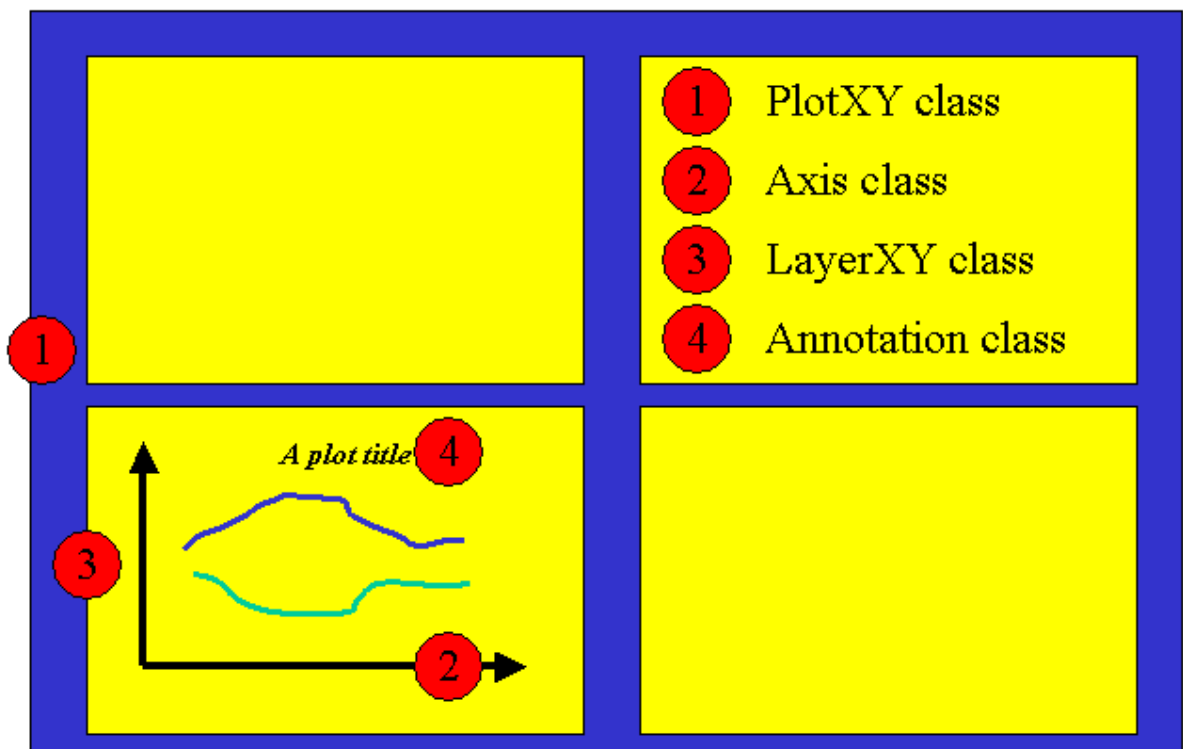 1 PlotXY class
2 Axis class
3 LayerXY class
4 Annotation class
1
A plot title 4
3
2